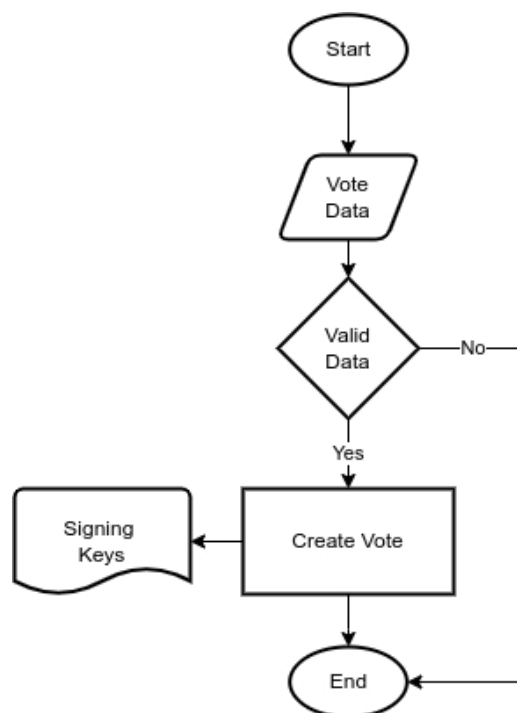 Start
Vote
Data
Valid
Data
No
Yes
Signing
Keys
Create Vote
End